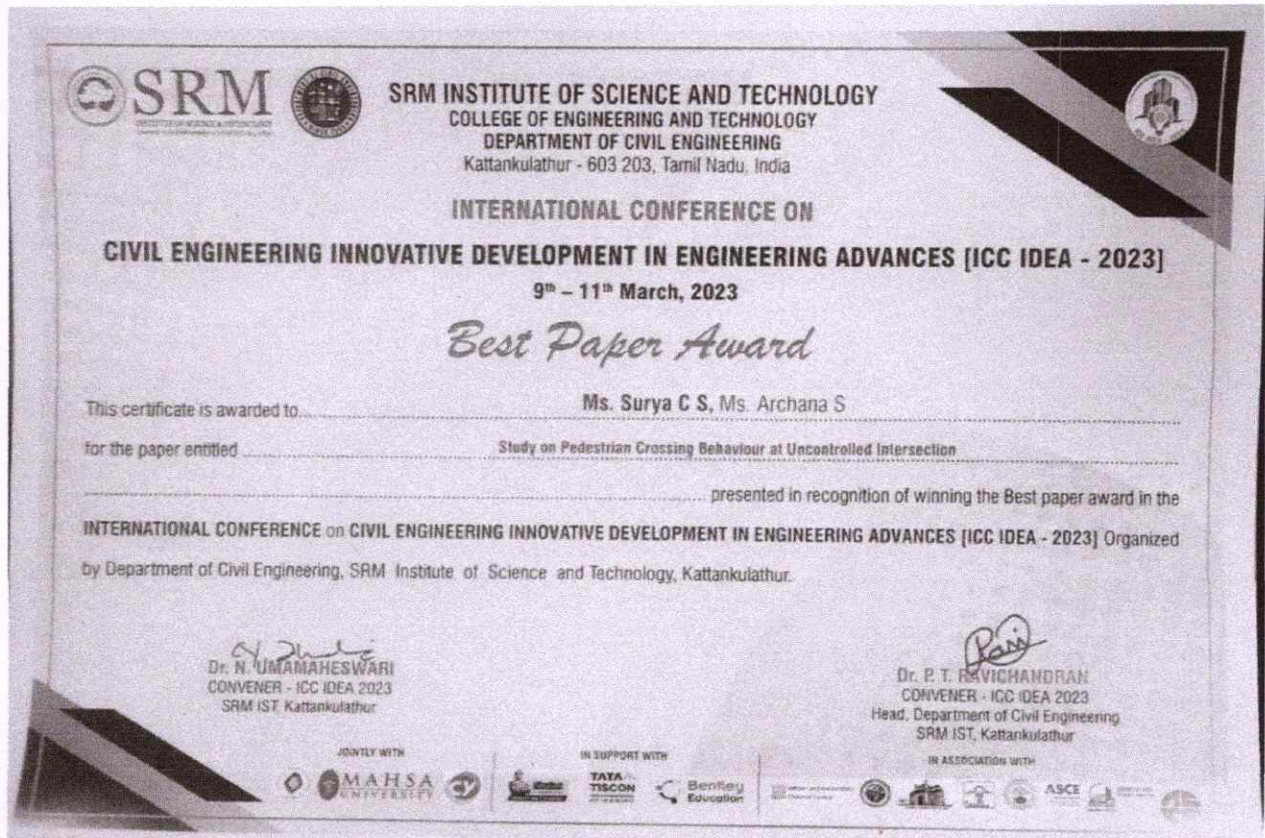 SRM
SRM INSTITUTE OF SCIENCE AND TECHNOLOGY
COLLEGE OF ENGINEERING AND TECHNOLOGY
DEPARTMENT OF CIVIL ENGINEERING
Kattankulathur - 603 203, Tamil Nadu, India
INTERNATIONAL CONFERENCE ON
CIVIL ENGINEERING INNOVATIVE DEVELOPMENT IN ENGINEERING ADVANCES [ICC IDEA - 2023]
9th – 11th March, 2023
Best Paper Award
This certificate is awarded to Ms. Surya C S, Ms. Archana S
for the paper entitled Study on Pedestrian Crossing Behaviour at Uncontrolled Intersection
presented in recognition of winning the Best paper award in the
INTERNATIONAL CONFERENCE on CIVIL ENGINEERING INNOVATIVE DEVELOPMENT IN ENGINEERING ADVANCES [ICC IDEA - 2023] Organized
by Department of Civil Engineering, SRM Institute of Science and Technology, Kattankulathur.
Dr. N. UMAMAHESWARI
CONVENER - ICC IDEA 2023
SRM IST, Kattankulathur
Ravi
Dr. P. T. RAVICHANDRAN
CONVENER - ICC IDEA 2023
Head, Department of Civil Engineering
SRM IST, Kattankulathur
JOINTLY WITH
MAHSA
UNIVERSITY
IN SUPPORT WITH
TATA
TISCON
Bentley
Education
IN ASSOCIATION WITH
ASCE